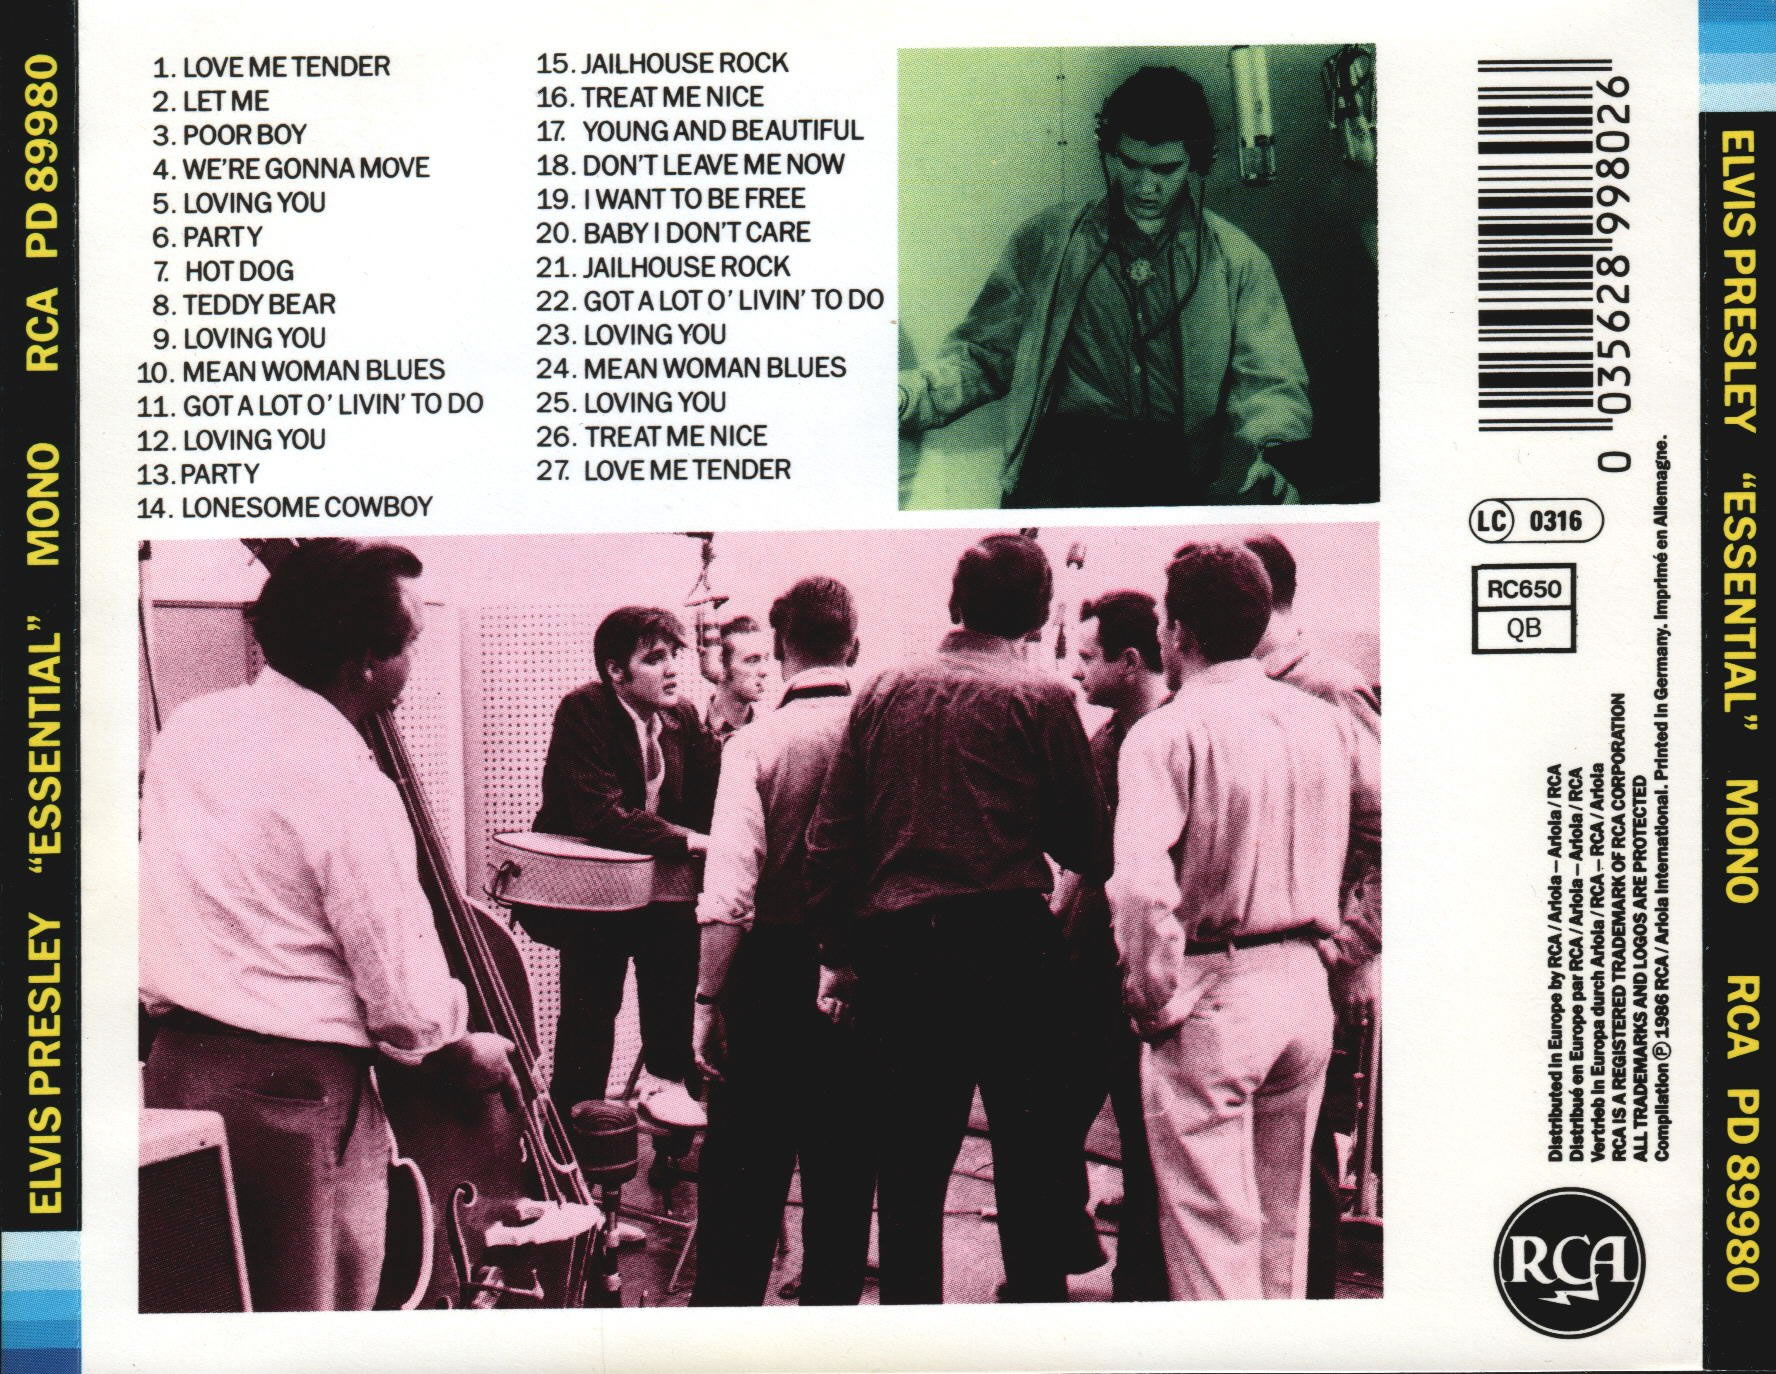 ELVIS PRESLEY "ESSENTIAL" MONO RCA PD 89980
1. LOVE ME TENDER
2. LET ME
3. POOR BOY
4. WE'RE GONNA MOVE
5. LOVING YOU
6. PARTY
7. HOT DOG
8. TEDDY BEAR
9. LOVING YOU
10. MEAN WOMAN BLUES
11. GOT A LOT O' LIVIN' TO DO
12. LOVING YOU
13. PARTY
14. LONESOME COWBOY
15. JAILHOUSE ROCK
16. TREAT ME NICE
17. YOUNG AND BEAUTIFUL
18. DON'T LEAVE ME NOW
19. I WANT TO BE FREE
20. BABY I DON'T CARE
21. JAILHOUSE ROCK
22. GOT A LOT O' LIVIN' TO DO
23. LOVING YOU
24. MEAN WOMAN BLUES
25. LOVING YOU
26. TREAT ME NICE
27. LOVE ME TENDER
0 035628 998026
LC 0316
RC650
QB
Distributed in Europe by RCA/Ariola – Ariola/RCA
Distribué en Europe par RCA/Ariola – Ariola/RCA
Vertrieb in Europa durch Ariola/RCA – RCA/Ariola
RCA IS A REGISTERED TRADEMARK OF RCA CORPORATION
ALL TRADEMARKS AND LOGOS ARE PROTECTED
Compilation ℗ 1986 RCA/Ariola International. Printed in Germany. Imprimé en Allemagne.
RCA
ELVIS PRESLEY "ESSENTIAL" MONO RCA PD 89980